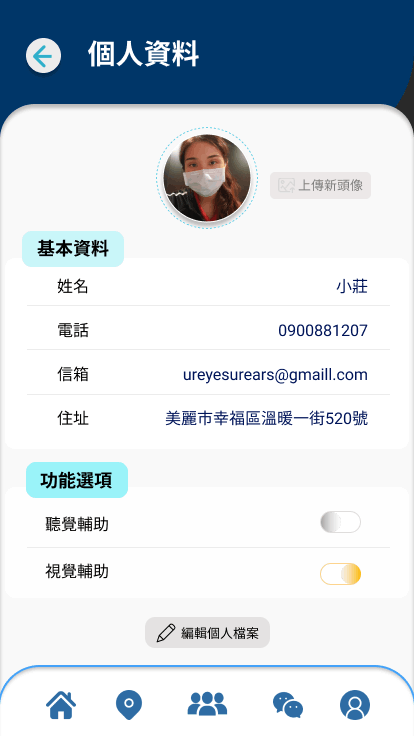 個人資料
上傳新頭像
基本資料
姓名 小莊
電話 0900881207
信箱 ureyesurears@gmaill.com
住址 美麗市幸福區溫暖一街520號
功能選項
聽覺輔助
視覺輔助
編輯個人檔案